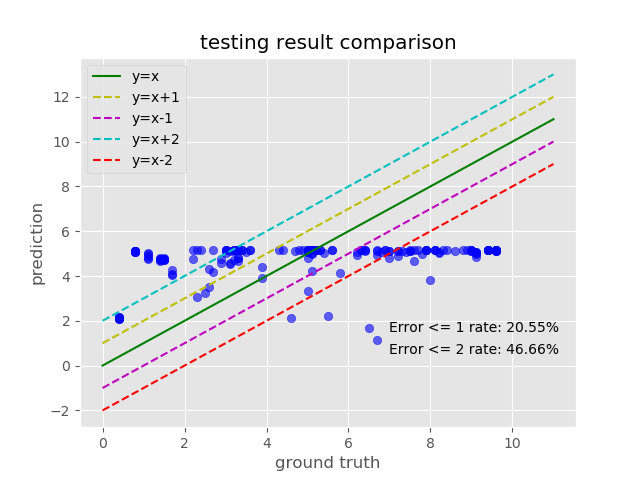 testing result comparison
y=x
y=x+1
y=x-1
y=x+2
y=x-2
12
10
8
6
4
2
0
−2
prediction
Error <= 1 rate: 20.55%
Error <= 2 rate: 46.66%
0 2 4 6 8 10
ground truth